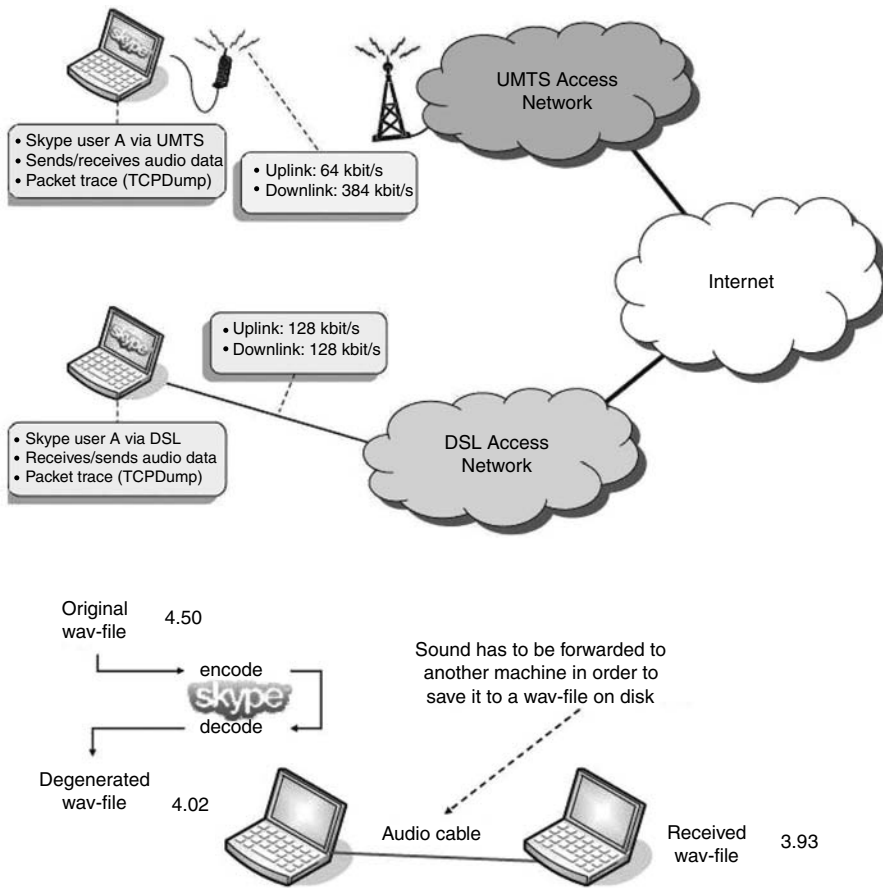 skype
UMTS Access
Network
• Skype user A via UMTS
• Sends/receives audio data
• Packet trace (TCPDump)
• Uplink: 64 kbit/s
• Downlink: 384 kbit/s
Internet
skype
• Uplink: 128 kbit/s
• Downlink: 128 kbit/s
• Skype user A via DSL
• Receives/sends audio data
• Packet trace (TCPDump)
DSL Access
Network
Original
wav-file
4.50
encode
skype
decode
Degenerated
wav-file
4.02
Sound has to be forwarded to
another machine in order to
save it to a wav-file on disk
Audio cable
Received
wav-file
3.93